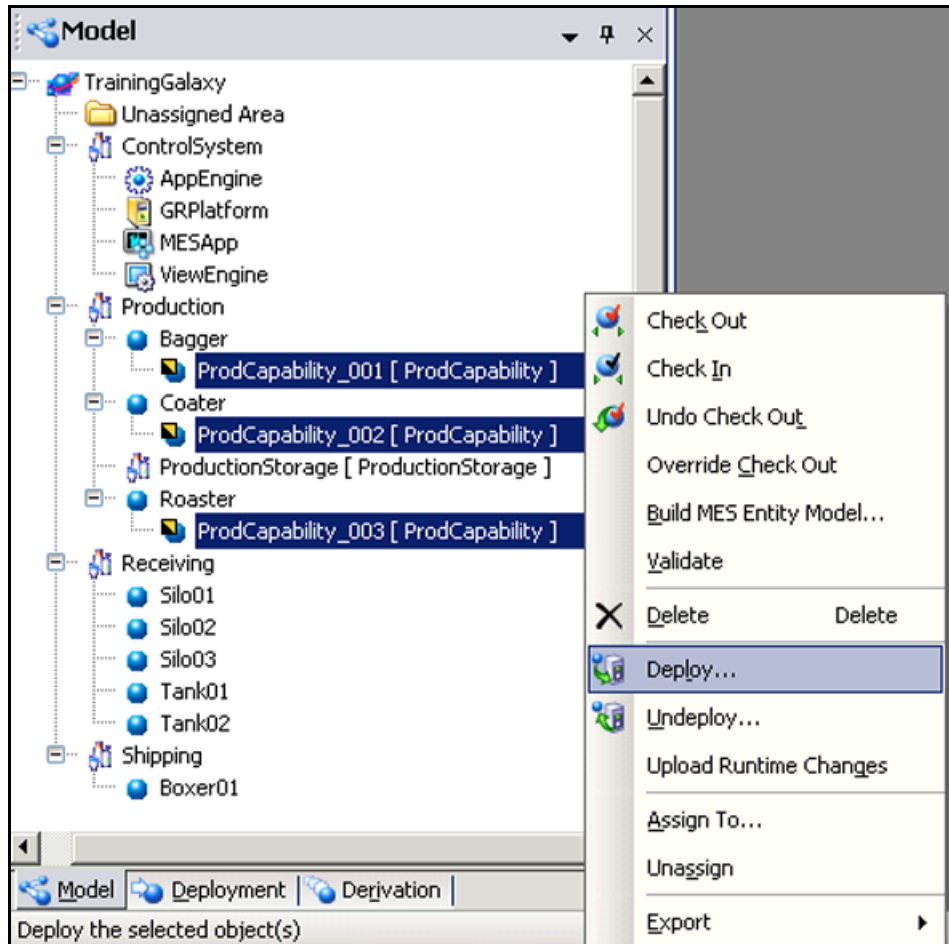 Model
TrainingGalaxy
Unassigned Area
ControlSystem
AppEngine
GRPlatform
MESApp
ViewEngine
Production
Bagger
ProdCapability_001 [ ProdCapability ]
Coater
ProdCapability_002 [ ProdCapability ]
ProductionStorage [ ProductionStorage ]
Roaster
ProdCapability_003 [ ProdCapability ]
Receiving
Silo01
Silo02
Silo03
Tank01
Tank02
Shipping
Boxer01
Check Out
Check In
Undo Check Out
Override Check Out
Build MES Entity Model...
Validate
Delete Delete
Deploy...
Undeploy...
Upload Runtime Changes
Assign To...
Unassign
Export
Model Deployment Derivation
Deploy the selected object(s)